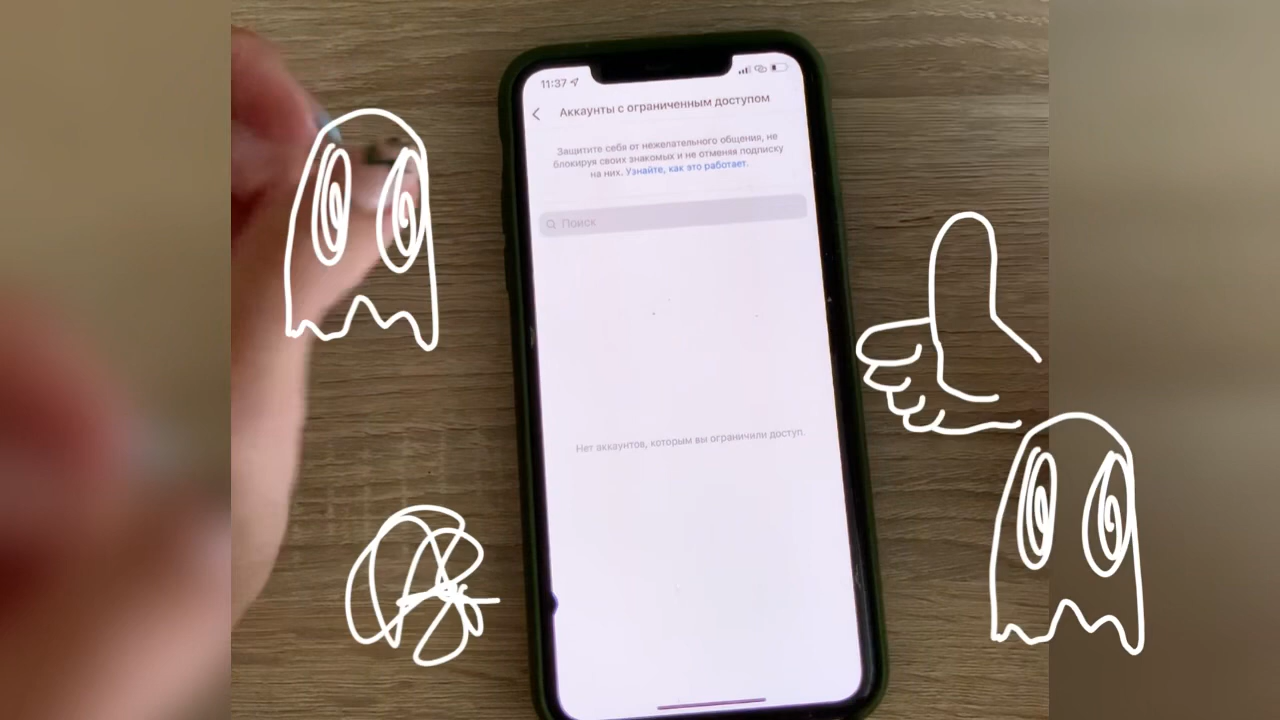 11:37
Аккаунты с ограниченным доступом
Защитите себя от нежелательного общения, не
блокируя своих знакомых и не отменяя подписку
на них. Узнайте, как это работает.
Поиск
Нет аккаунтов, которым вы ограничили доступ.